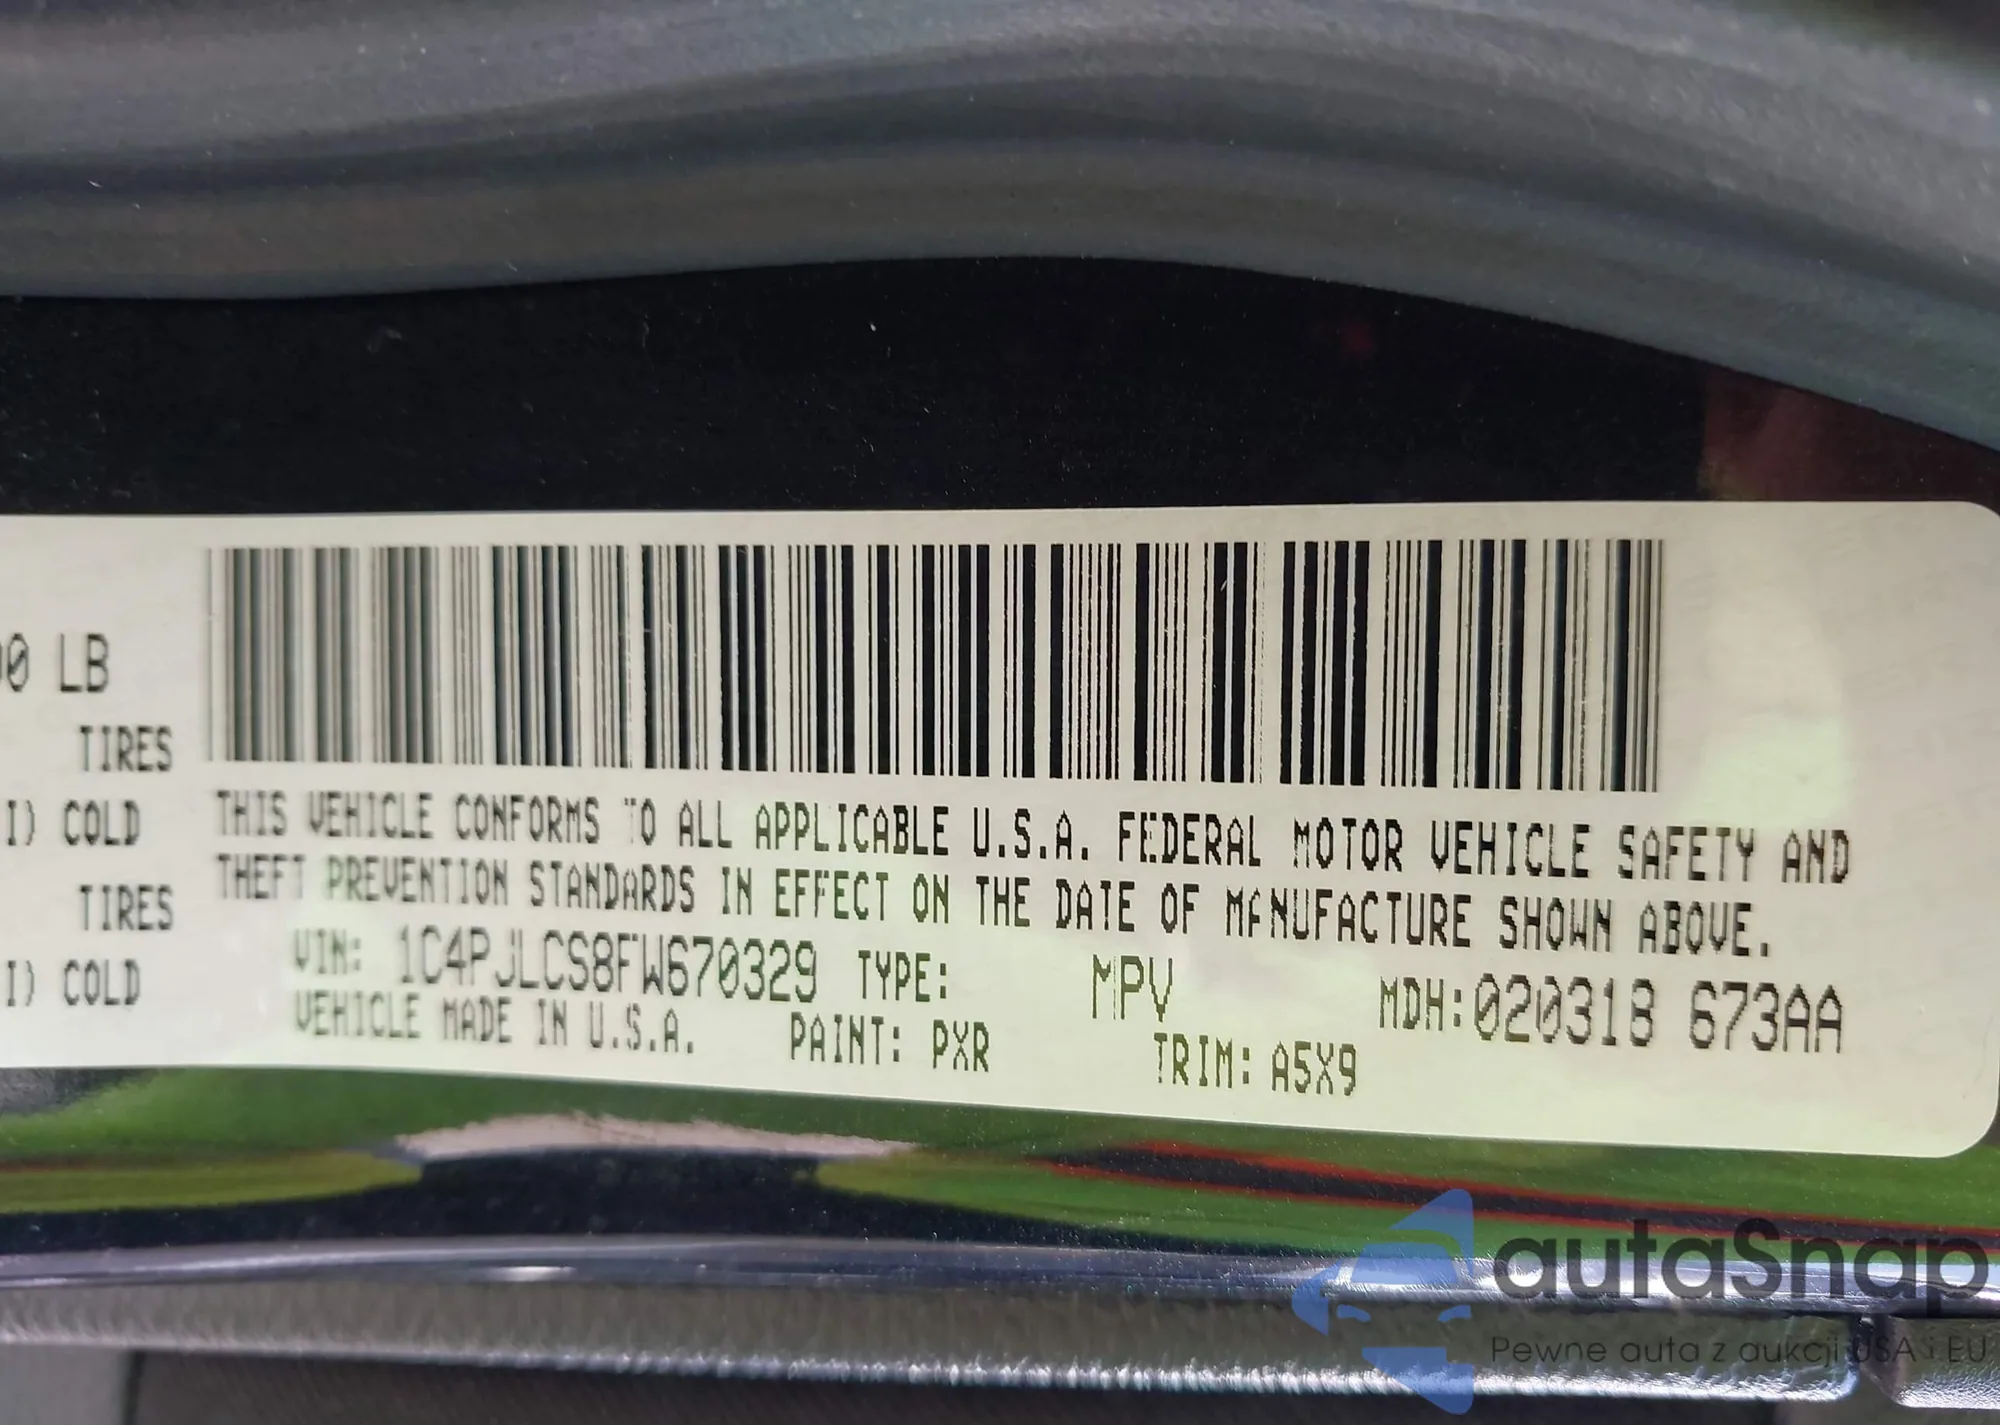 00 LB
TIRES
I) COLD
TIRES
I) COLD
THIS VEHICLE CONFORMS TO ALL APPLICABLE U.S.A. FEDERAL MOTOR VEHICLE SAFETY AND
THEFT PREVENTION STANDARDS IN EFFECT ON THE DATE OF MANUFACTURE SHOWN ABOVE.
VIN: 1C4PJLCS8FW670329 TYPE: MPV MDH:020318 673AA
VEHICLE MADE IN U.S.A. PAINT: PXR TRIM: A5X9
autaSnap
Pewne auta z aukcji USA i EU